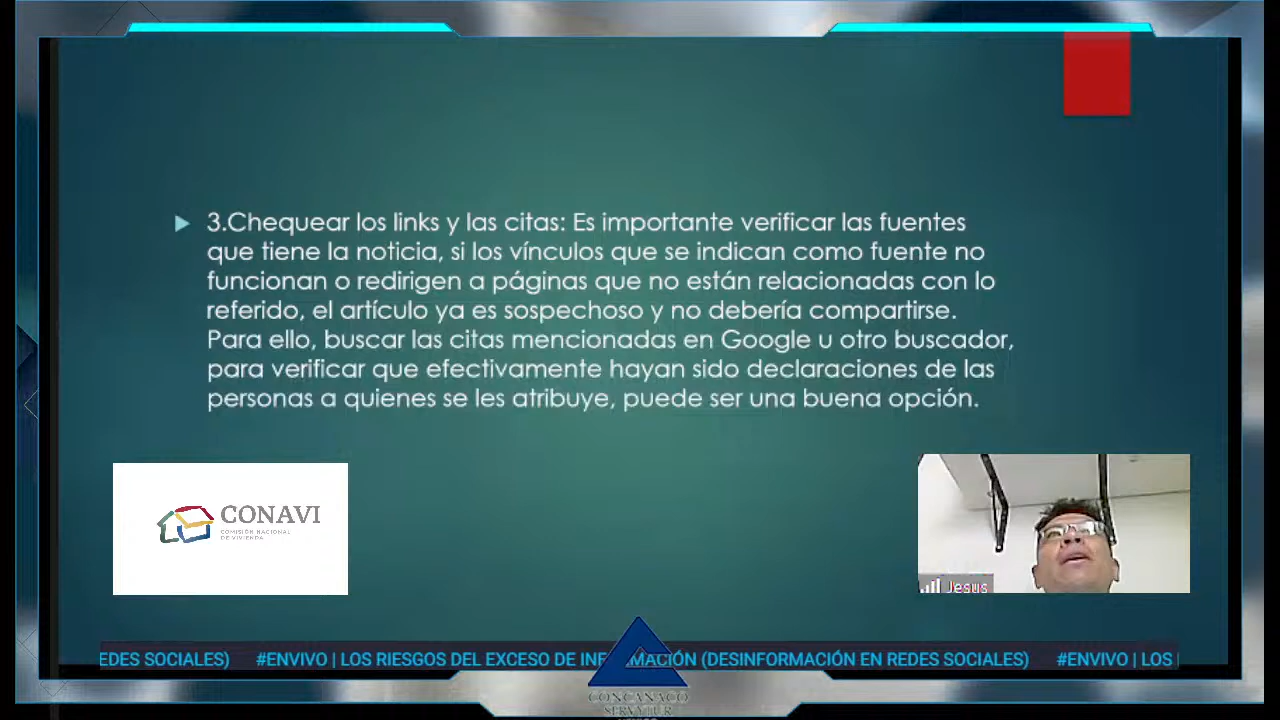 3.Chequear los links y las citas: Es importante verificar las fuentes
que tiene la noticia, si los vínculos que se indican como fuente no
funcionan o redirigen a páginas que no están relacionadas con lo
referido, el artículo ya es sospechoso y no debería compartirse.
Para ello, buscar las citas mencionadas en Google u otro buscador,
para verificar que efectivamente hayan sido declaraciones de las
personas a quienes se les atribuye, puede ser una buena opción.
CONAVI
COMISIÓN NACIONAL
DE VIVIENDA
Jesus
EDES SOCIALES) #ENVIVO | LOS RIESGOS DEL EXCESO DE INF MACIÓN (DESINFORMACIÓN EN REDES SOCIALES) #ENVIVO | LOS
CONCANACO
SERVYTUR